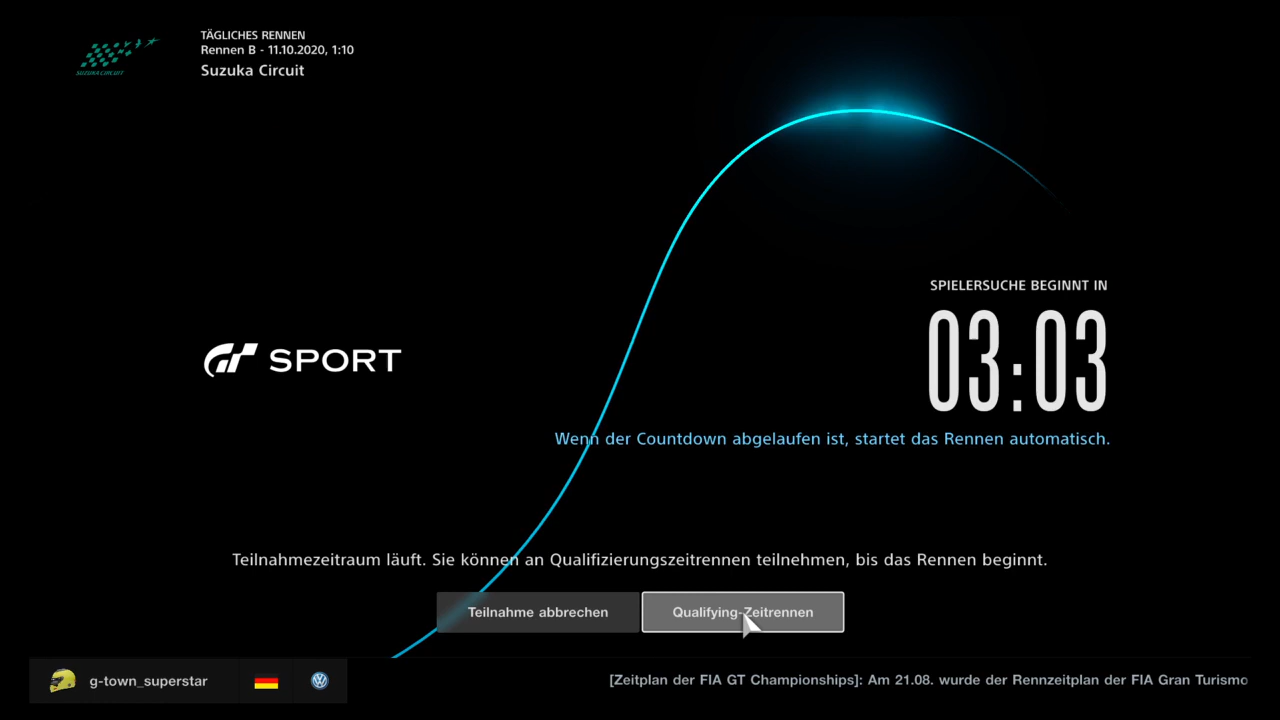 TÄGLICHES RENNEN
Rennen B - 11.10.2020, 1:10
Suzuka Circuit
SUZUKA CIRCUIT
SPIELERSUCHE BEGINNT IN
03:03
GT SPORT
Wenn der Countdown abgelaufen ist, startet das Rennen automatisch.
Teilnahmezeitraum läuft. Sie können an Qualifizierungszeitrennen teilnehmen, bis das Rennen beginnt.
Teilnahme abbrechen
Qualifying-Zeitrennen
g-town_superstar
[Zeitplan der FIA GT Championships]: Am 21.08. wurde der Rennzeitplan der FIA Gran Turismo